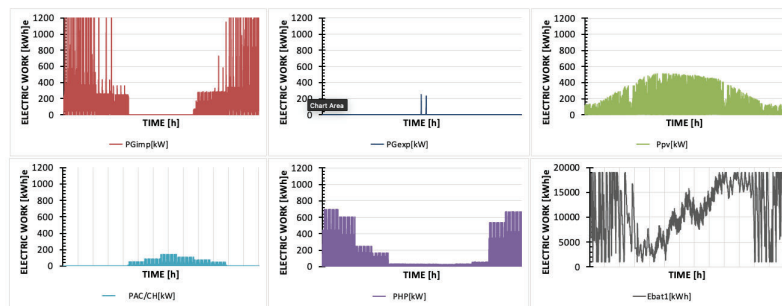 ELECTRIC WORK [kWh]e
1200
1000
800
600
400
200
0
TIME [h]
PGimp[kW]
ELECTRIC WORK [kWh]e
1200
1000
800
600
400
200
0
Chart Area
TIME [h]
PGexp[kW]
ELECTRIC WORK [kWh]e
1200
1000
800
600
400
200
0
TIME [h]
Ppv[kW]
ELECTRIC WORK [kWh]e
1200
1000
800
600
400
200
0
TIME [h]
PAC/CH[kW]
ELECTRIC WORK [kWh]e
1200
1000
800
600
400
200
0
TIME [h]
PHP[kW]
ELECTRIC WORK [kWh]e
20000
15000
10000
5000
0
TIME [h]
Ebat1[kWh]